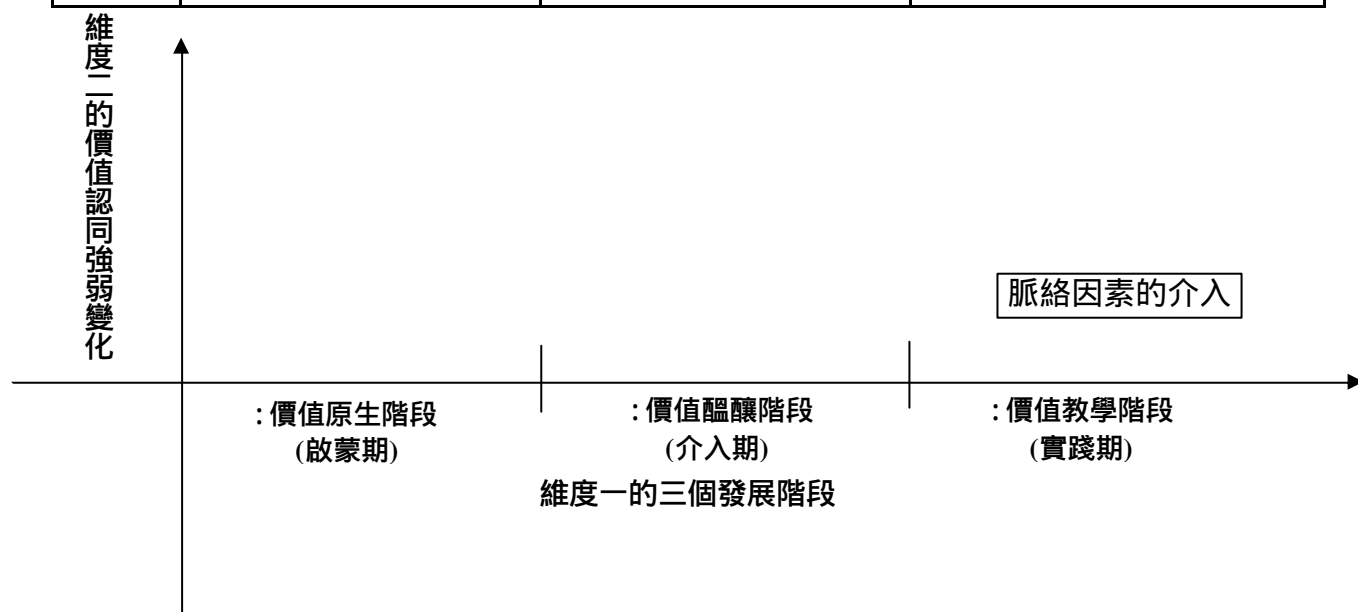 維度二的價值認同強弱變化
脈絡因素的介入
:價值原生階段
(啟蒙期)
:價值醞釀階段
(介入期)
:價值教學階段
(實踐期)
維度一的三個發展階段